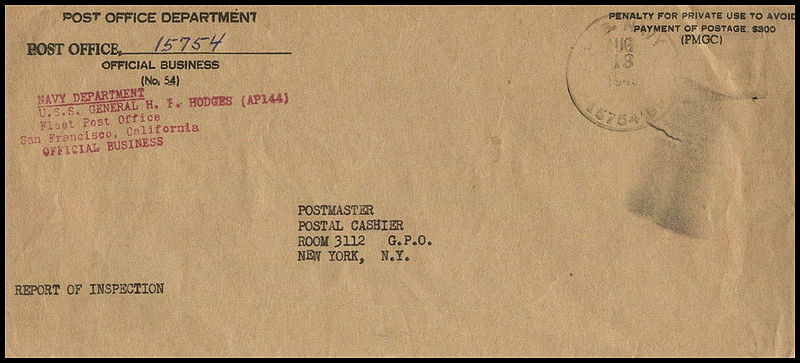 POST OFFICE DEPARTMENT
POST OFFICE, 15754
OFFICIAL BUSINESS
(No. 54)
NAVY DEPARTMENT
U.S.S. GENERAL H. F. HODGES (AP144)
Fleet Post Office
San Francisco, California
OFFICIAL BUSINESS
AUG
13
15754
PENALTY FOR PRIVATE USE TO AVOID
PAYMENT OF POSTAGE $300
(PMGC)
POSTMASTER
POSTAL CASHIER
ROOM 3112 G.P.O.
NEW YORK, N.Y.
REPORT OF INSPECTION